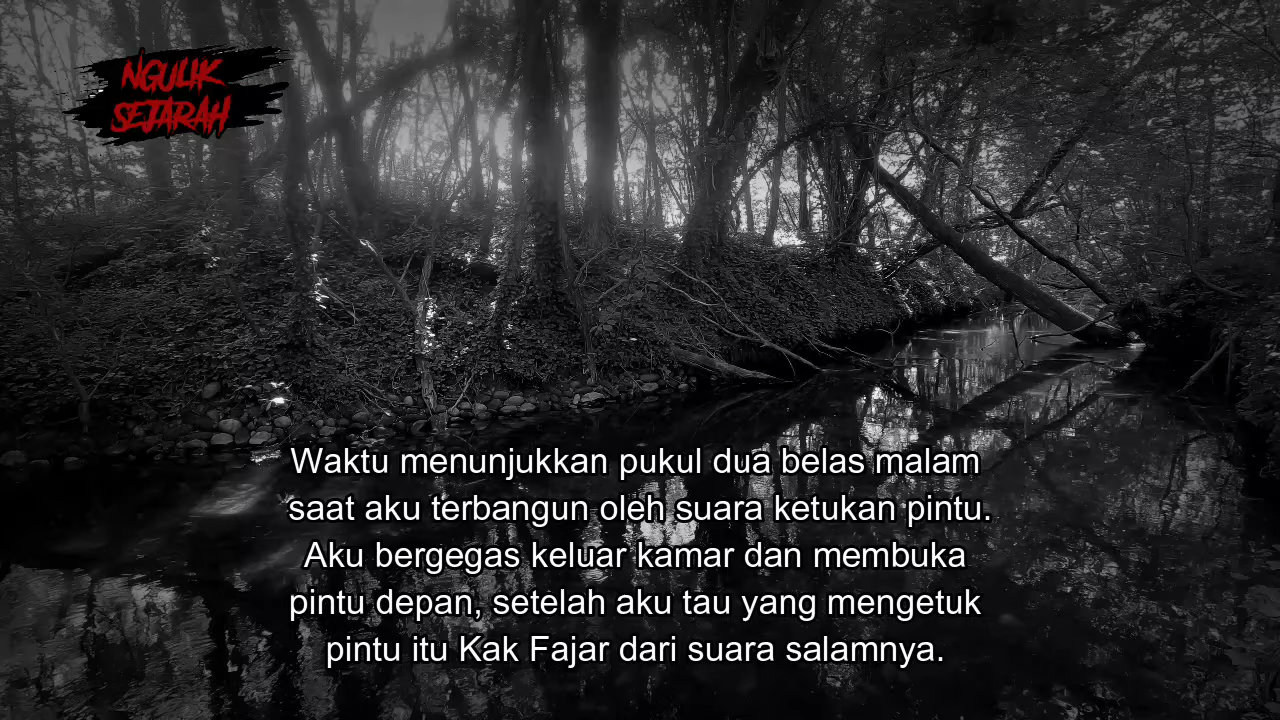 NGULIK
SEJARAH
Waktu menunjukkan pukul dua belas malam
saat aku terbangun oleh suara ketukan pintu.
Aku bergegas keluar kamar dan membuka
pintu depan, setelah aku tau yang mengetuk
pintu itu Kak Fajar dari suara salamnya.